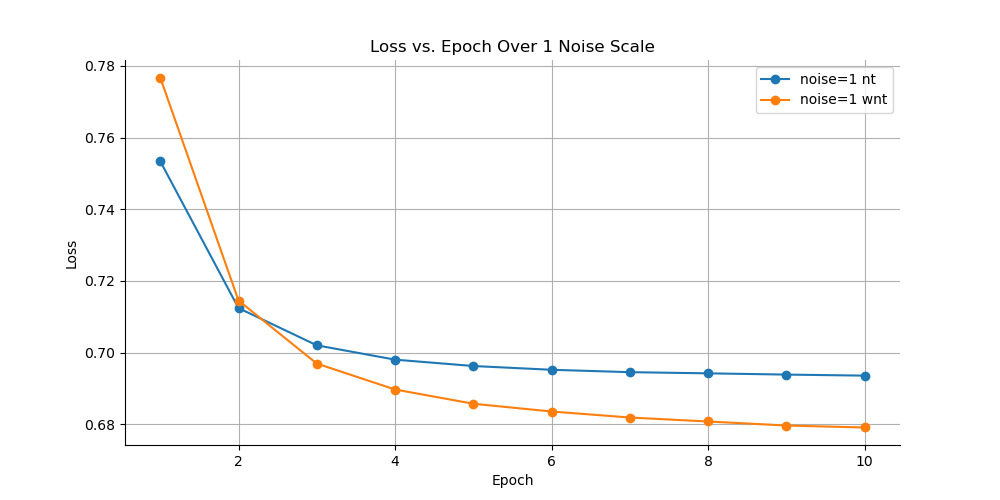 Loss vs. Epoch Over 1 Noise Scale
noise=1 nt
noise=1 wnt
0.78
0.76
0.74
0.72
0.70
0.68
Loss
2 4 6 8 10
Epoch